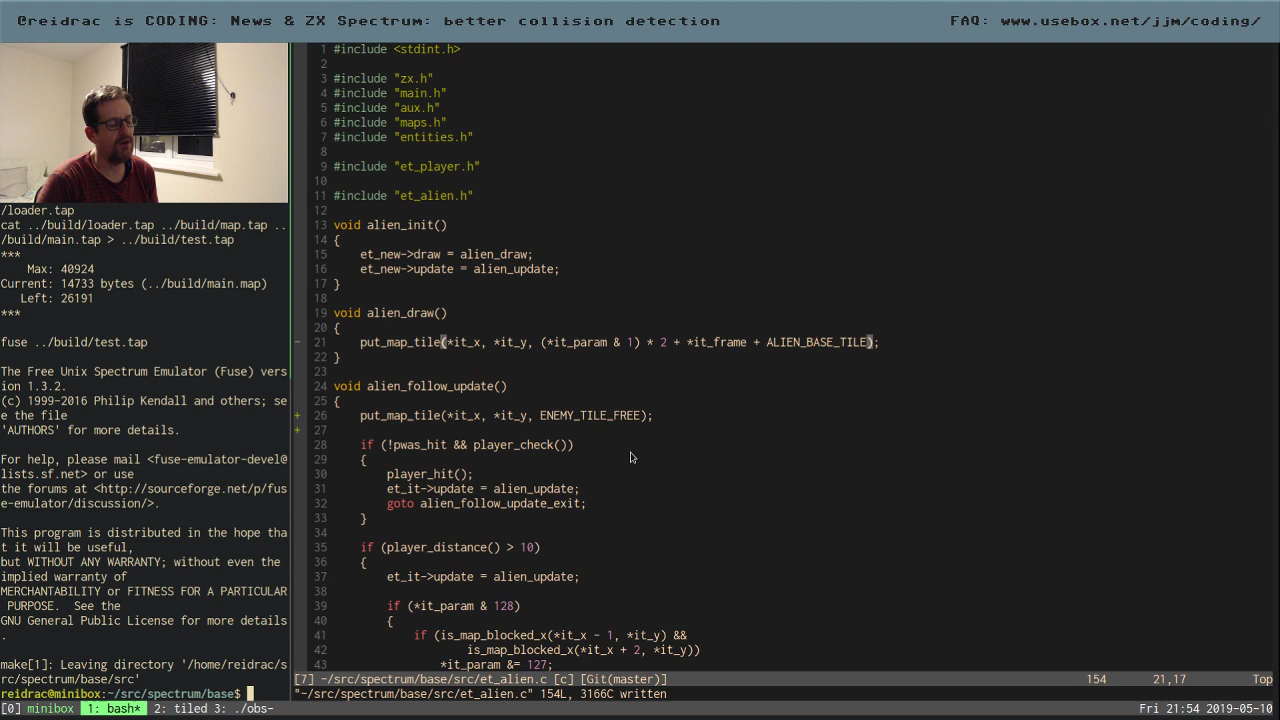 @reidrac is CODING: News & ZX Spectrum: better collision detection
FAQ: www.usebox.net/jjm/coding/
/loader.tap
cat ../build/loader.tap ../build/map.tap ..
/build/main.tap > ../build/test.tap
***
Max: 40924
Current: 14733 bytes (../build/main.map)
Left: 26191
***
fuse ../build/test.tap
The Free Unix Spectrum Emulator (Fuse) vers
ion 1.3.2.
(c) 1999-2016 Philip Kendall and others; se
e the file
'AUTHORS' for more details.
For help, please mail <fuse-emulator-devel@
lists.sf.net> or use
the forums at <http://sourceforge.net/p/fus
e-emulator/discussion/>.
This program is distributed in the hope tha
t it will be useful,
but WITHOUT ANY WARRANTY; without even the
implied warranty of
MERCHANTABILITY or FITNESS FOR A PARTICULAR
PURPOSE.  See the
GNU General Public License for more details
.
make[1]: Leaving directory '/home/reidrac/s
rc/spectrum/base/src'
reidrac@minibox:~/src/spectrum/base$
1 #include <stdint.h>
2
3 #include "zx.h"
4 #include "main.h"
5 #include "aux.h"
6 #include "maps.h"
7 #include "entities.h"
8
9 #include "et_player.h"
10
11 #include "et_alien.h"
12
13 void alien_init()
14 {
15     et_new->draw = alien_draw;
16     et_new->update = alien_update;
17 }
18
19 void alien_draw()
20 {
~ 21     put_map_tile(*it_x, *it_y, (*it_param & 1) * 2 + *it_frame + ALIEN_BASE_TILE);
22 }
23
24 void alien_follow_update()
25 {
+ 26     put_map_tile(*it_x, *it_y, ENEMY_TILE_FREE);
+ 27
28     if (!pwas_hit && player_check())
29     {
30         player_hit();
31         et_it->update = alien_update;
32         goto alien_follow_update_exit;
33     }
34
35     if (player_distance() > 10)
36     {
37         et_it->update = alien_update;
38
39         if (*it_param & 128)
40         {
41             if (is_map_blocked_x(*it_x - 1, *it_y) &&
42                     is_map_blocked_x(*it_x + 2, *it_y))
43                 *it_param &= 127;
[7] ~/src/spectrum/base/src/et_alien.c [c] [Git(master)] 154 21,17 Top
"~/src/spectrum/base/src/et_alien.c" 154L, 3166C written
[0] minibox 1: bash* 2: tiled 3: ./obs- Fri 21:54 2019-05-10